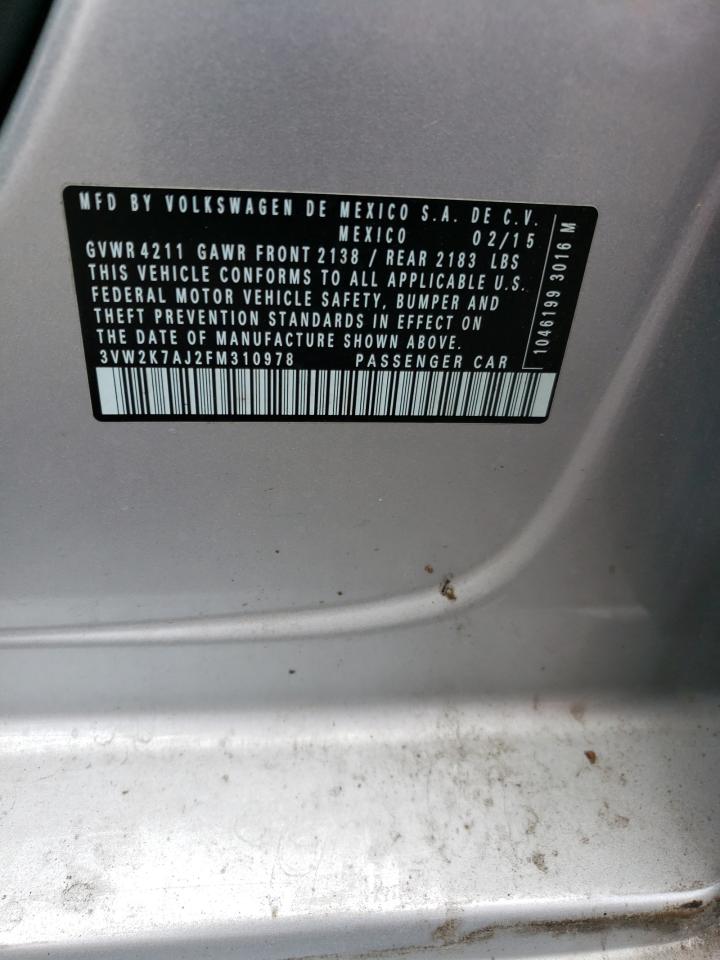 MFD BY VOLKSWAGEN DE MEXICO S.A. DE C.V.
MEXICO 02/15
GVWR 4211 GAWR FRONT 2138 / REAR 2183 LBS
THIS VEHICLE CONFORMS TO ALL APPLICABLE U.S.
FEDERAL MOTOR VEHICLE SAFETY, BUMPER AND
THEFT PREVENTION STANDARDS IN EFFECT ON
THE DATE OF MANUFACTURE SHOWN ABOVE.
3VW2K7AJ2FM310978 PASSENGER CAR
1046199 3016 M